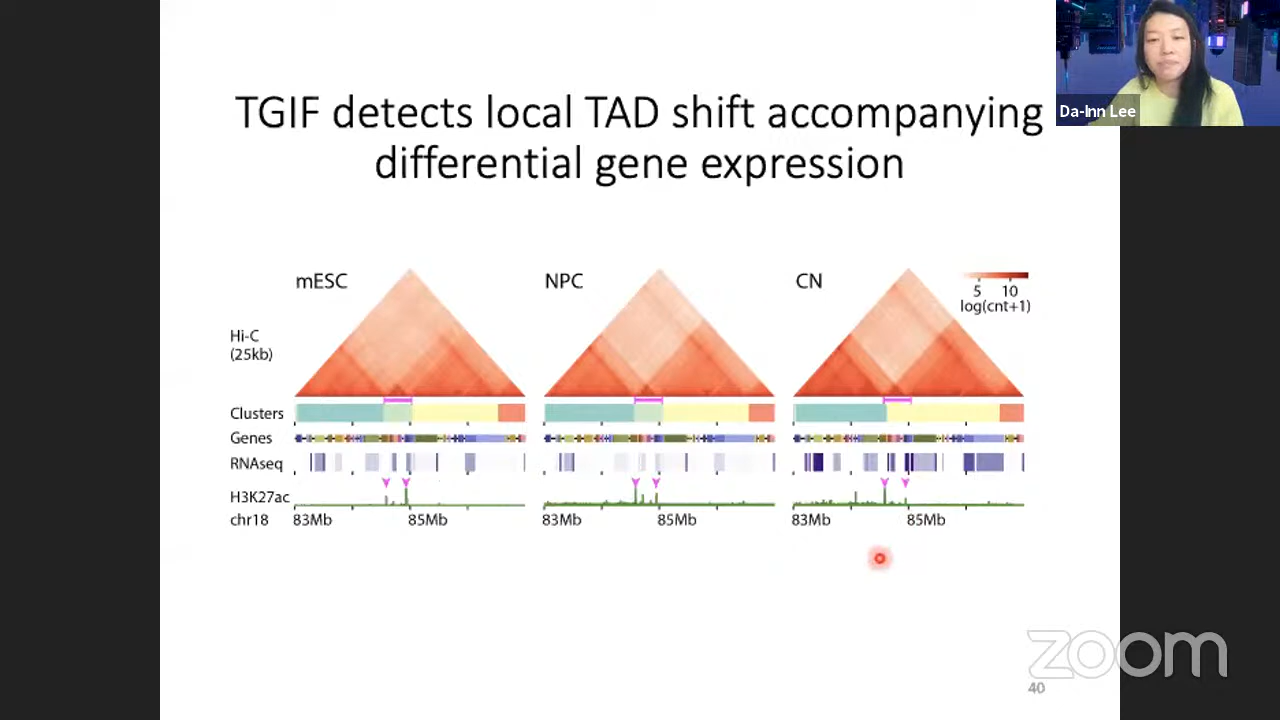 Da-Inn Lee
TGIF detects local TAD shift accompanying
differential gene expression
mESC
NPC
CN
5 10
log(cnt+1)
Hi-C
(25kb)
Clusters
Genes
RNAseq
H3K27ac
chr18 83Mb 85Mb 83Mb 85Mb 83Mb 85Mb
zoom
40